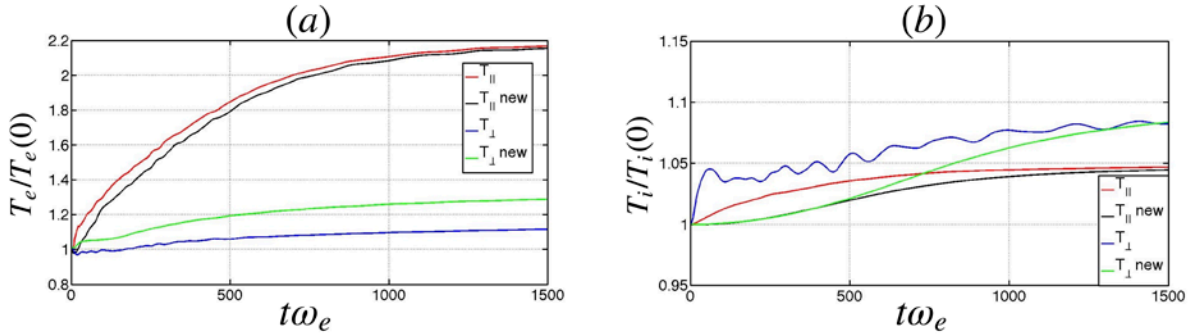 (a)
T_e/T_e(0)
2.2
2
1.8
1.6
1.4
1.2
1
0.8
0
500
1000
1500
tω_e
T_||
T_|| new
T_⊥
T_⊥ new
(b)
T_i/T_i(0)
1.15
1.1
1.05
1
0.95
0
500
1000
1500
tω_e
T_||
T_|| new
T_⊥
T_⊥ new